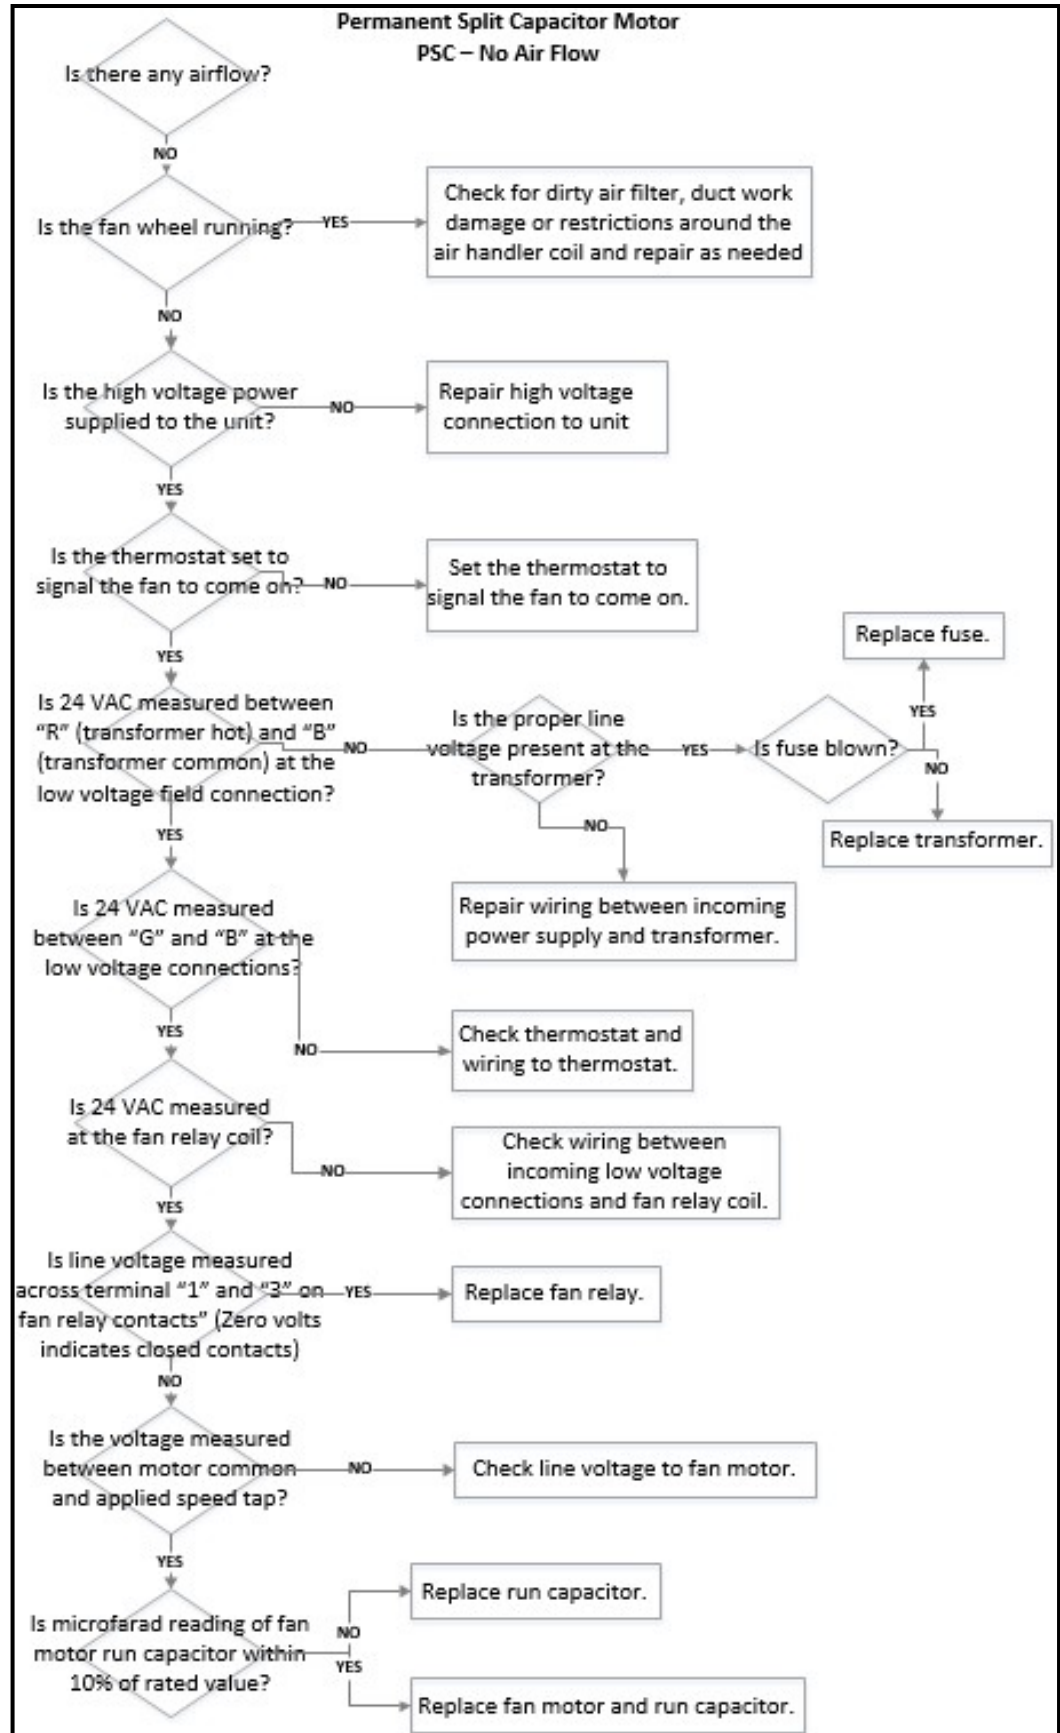 Permanent Split Capacitor Motor
PSC – No Air Flow
Is there any airflow?
NO
Is the fan wheel running?
YES
Check for dirty air filter, duct work
damage or restrictions around the
air handler coil and repair as needed
NO
Is the high voltage power
supplied to the unit?
NO
Repair high voltage
connection to unit
YES
Is the thermostat set to
signal the fan to come on?
NO
Set the thermostat to
signal the fan to come on.
YES
Is 24 VAC measured between
“R” (transformer hot) and “B”
(transformer common) at the
low voltage field connection?
NO
Is the proper line
voltage present at the
transformer?
YES
Is fuse blown?
YES
Replace fuse.
NO
Replace transformer.
NO
Repair wiring between incoming
power supply and transformer.
YES
Is 24 VAC measured
between “G” and “B” at the
low voltage connections?
NO
Check thermostat and
wiring to thermostat.
YES
Is 24 VAC measured
at the fan relay coil?
NO
Check wiring between
incoming low voltage
connections and fan relay coil.
YES
Is line voltage measured
across terminal “1” and “3” on
fan relay contacts” (Zero volts
indicates closed contacts)
YES
Replace fan relay.
NO
Is the voltage measured
between motor common
and applied speed tap?
NO
Check line voltage to fan motor.
YES
Is microfarad reading of fan
motor run capacitor within
10% of rated value?
NO
Replace run capacitor.
YES
Replace fan motor and run capacitor.